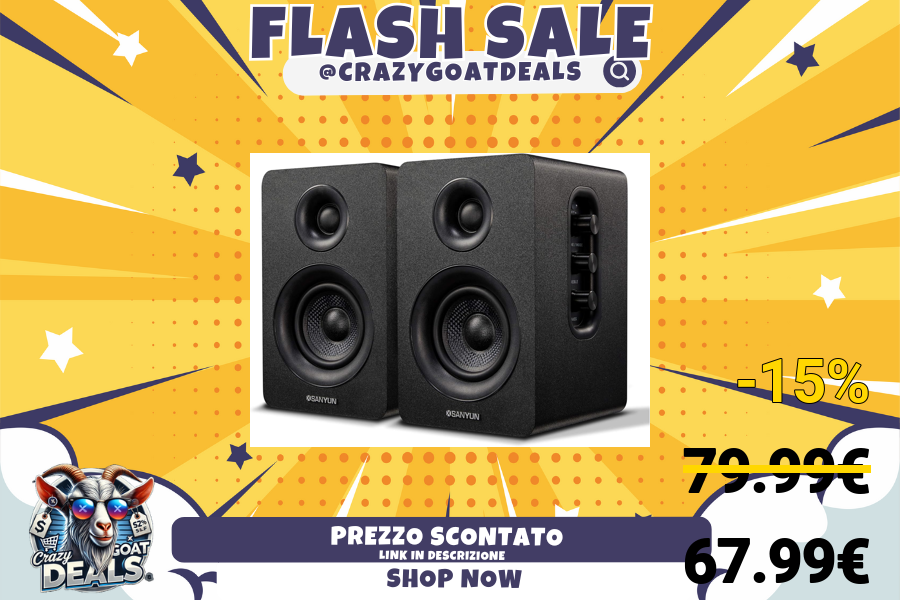 FLASH SALE
@CRAZYGOATDEALS
SANYUN
SANYUN
-15%
79.99€
67.99€
PREZZO SCONTATO
LINK IN DESCRIZIONE
SHOP NOW
$
52%
Crazy
GOAT
DEALS